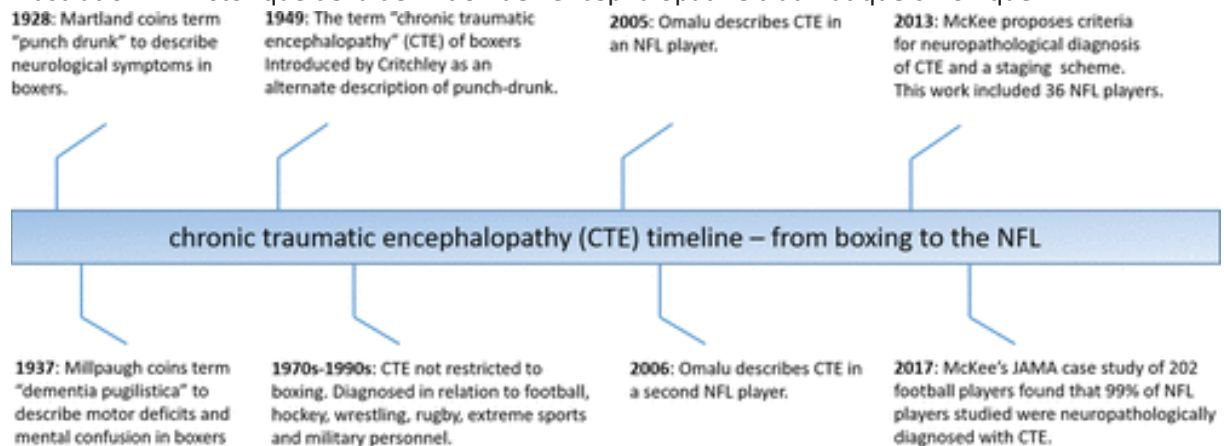 1928: Martland coins term
"punch drunk" to describe
neurological symptoms in
boxers.
1949: The term "chronic traumatic
encephalopathy" (CTE) of boxers
Introduced by Critchley as an
alternate description of punch-drunk.
2005: Omalu describes CTE in
an NFL player.
2013: McKee proposes criteria
for neuropathological diagnosis
of CTE and a staging scheme.
This work included 36 NFL players.
chronic traumatic encephalopathy (CTE) timeline – from boxing to the NFL
1937: Millpaugh coins term
"dementia pugilistica" to
describe motor deficits and
mental confusion in boxers
1970s-1990s: CTE not restricted to
boxing. Diagnosed in relation to football,
hockey, wrestling, rugby, extreme sports
and military personnel.
2006: Omalu describes CTE in
a second NFL player.
2017: McKee's JAMA case study of 202
football players found that 99% of NFL
players studied were neuropathologically
diagnosed with CTE.